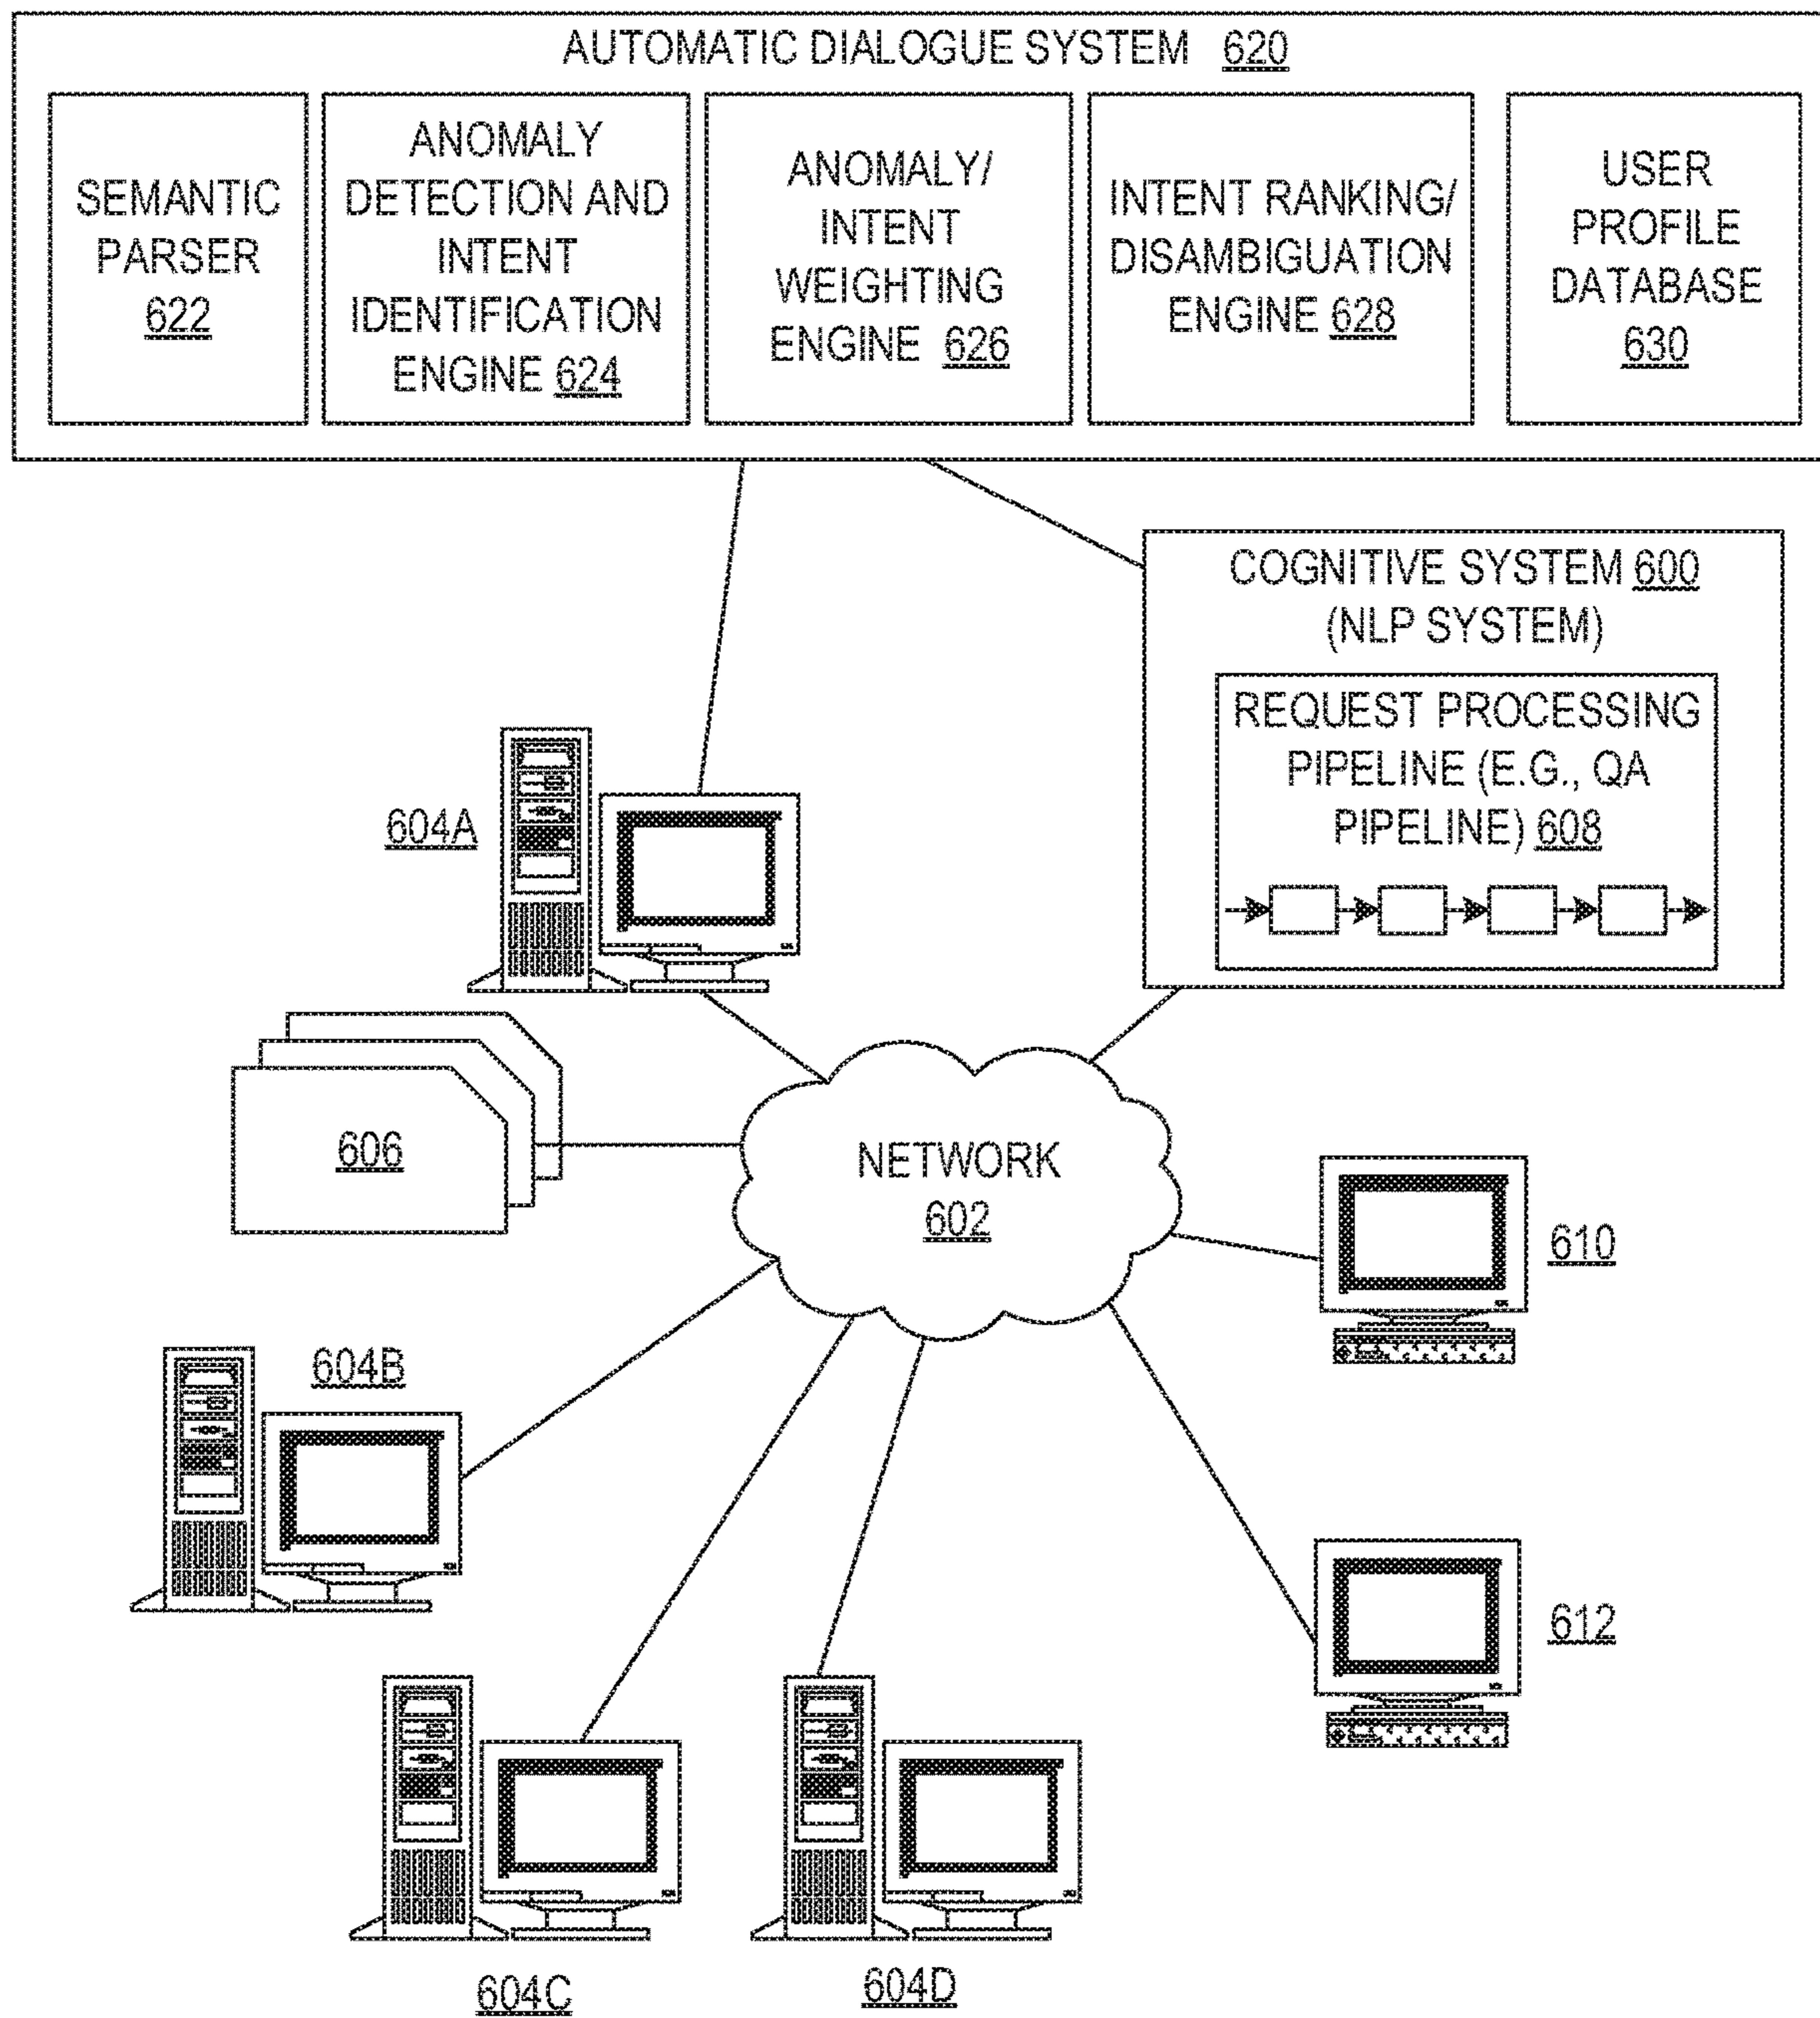 AUTOMATIC DIALOGUE SYSTEM 620
SEMANTIC
PARSER
622
ANOMALY
DETECTION AND
INTENT
IDENTIFICATION
ENGINE 624
ANOMALY/
INTENT
WEIGHTING
ENGINE 626
INTENT RANKING/
DISAMBIGUATION
ENGINE 628
USER
PROFILE
DATABASE
630
COGNITIVE SYSTEM 600
(NLP SYSTEM)
REQUEST PROCESSING
PIPELINE (E.G., QA
PIPELINE) 608
604A
606
NETWORK
602
610
604B
612
604C
604D